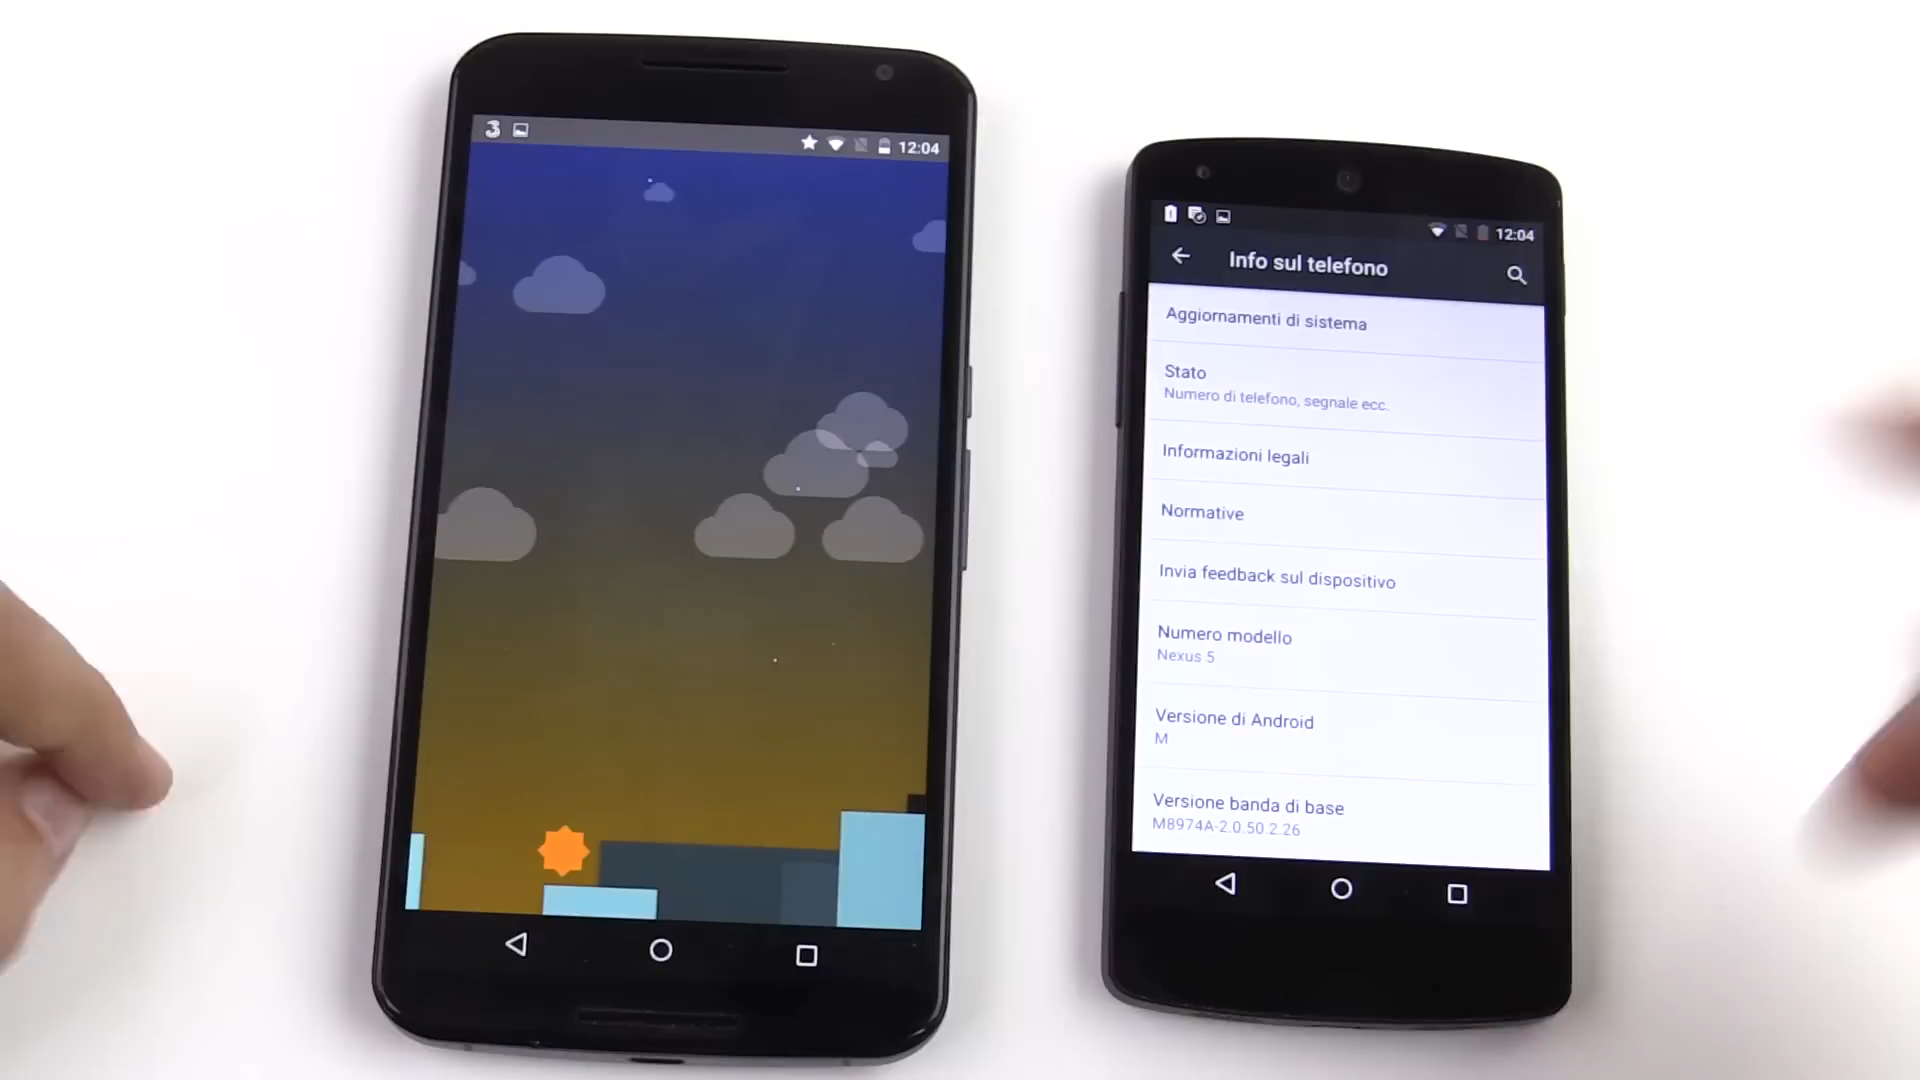 3
12:04
12:04
Info sul telefono
Aggiornamenti di sistema
Stato
Numero di telefono, segnale ecc.
Informazioni legali
Normative
Invia feedback sul dispositivo
Numero modello
Nexus 5
Versione di Android
M
Versione banda di base
M8974A-2.0.50.2.26